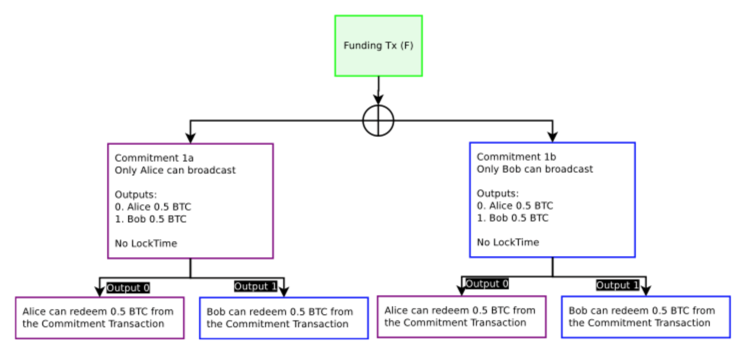 Funding Tx (F)
Commitment 1a
Only Alice can broadcast
Outputs:
0. Alice 0.5 BTC
1. Bob 0.5 BTC
No LockTime
Commitment 1b
Only Bob can broadcast
Outputs:
0. Alice 0.5 BTC
1. Bob 0.5 BTC
No LockTime
Output 0
Output 1
Output 0
Output 1
Alice can redeem 0.5 BTC from
the Commitment Transaction
Bob can redeem 0.5 BTC from
the Commitment Transaction
Alice can redeem 0.5 BTC from
the Commitment Transaction
Bob can redeem 0.5 BTC from
the Commitment Transaction